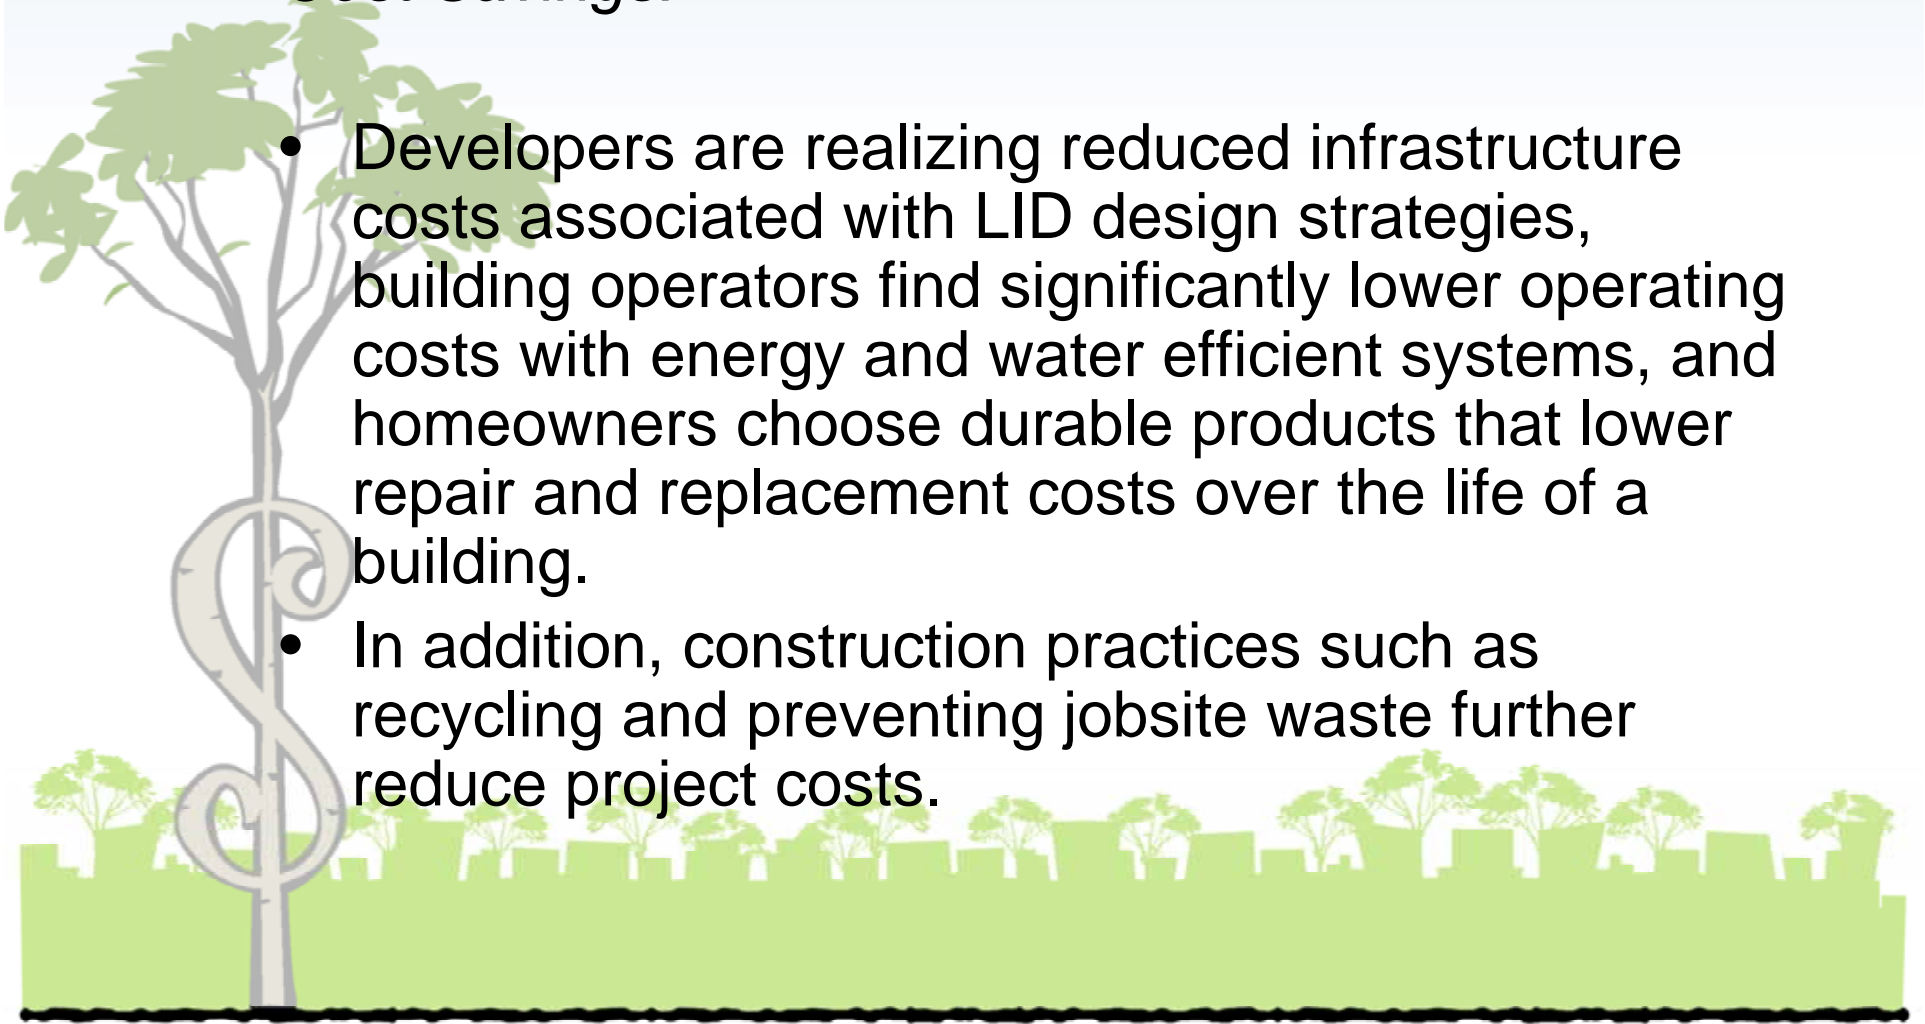 • Developers are realizing reduced infrastructure
costs associated with LID design strategies,
building operators find significantly lower operating
costs with energy and water efficient systems, and
homeowners choose durable products that lower
repair and replacement costs over the life of a
building.
• In addition, construction practices such as
recycling and preventing jobsite waste further
reduce project costs.